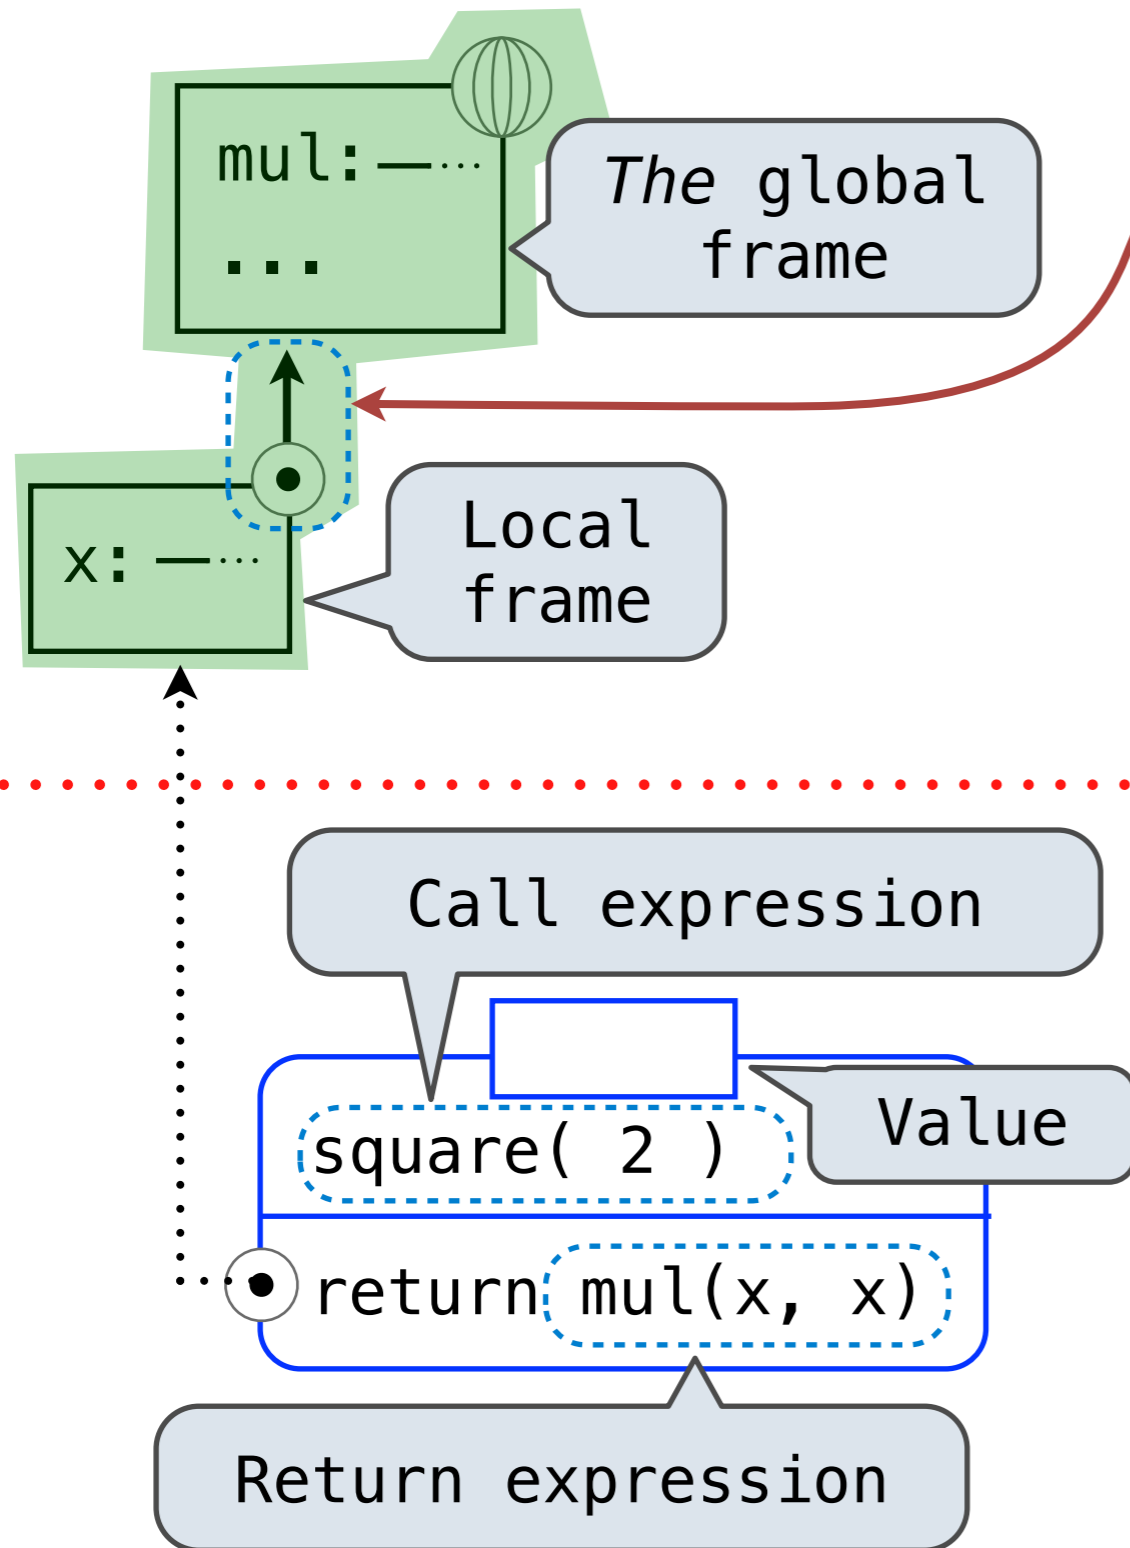 mul: ···
...
The global
frame
Local
frame
x: ···
Call expression
Value
square( 2 )
return mul(x, x)
Return expression